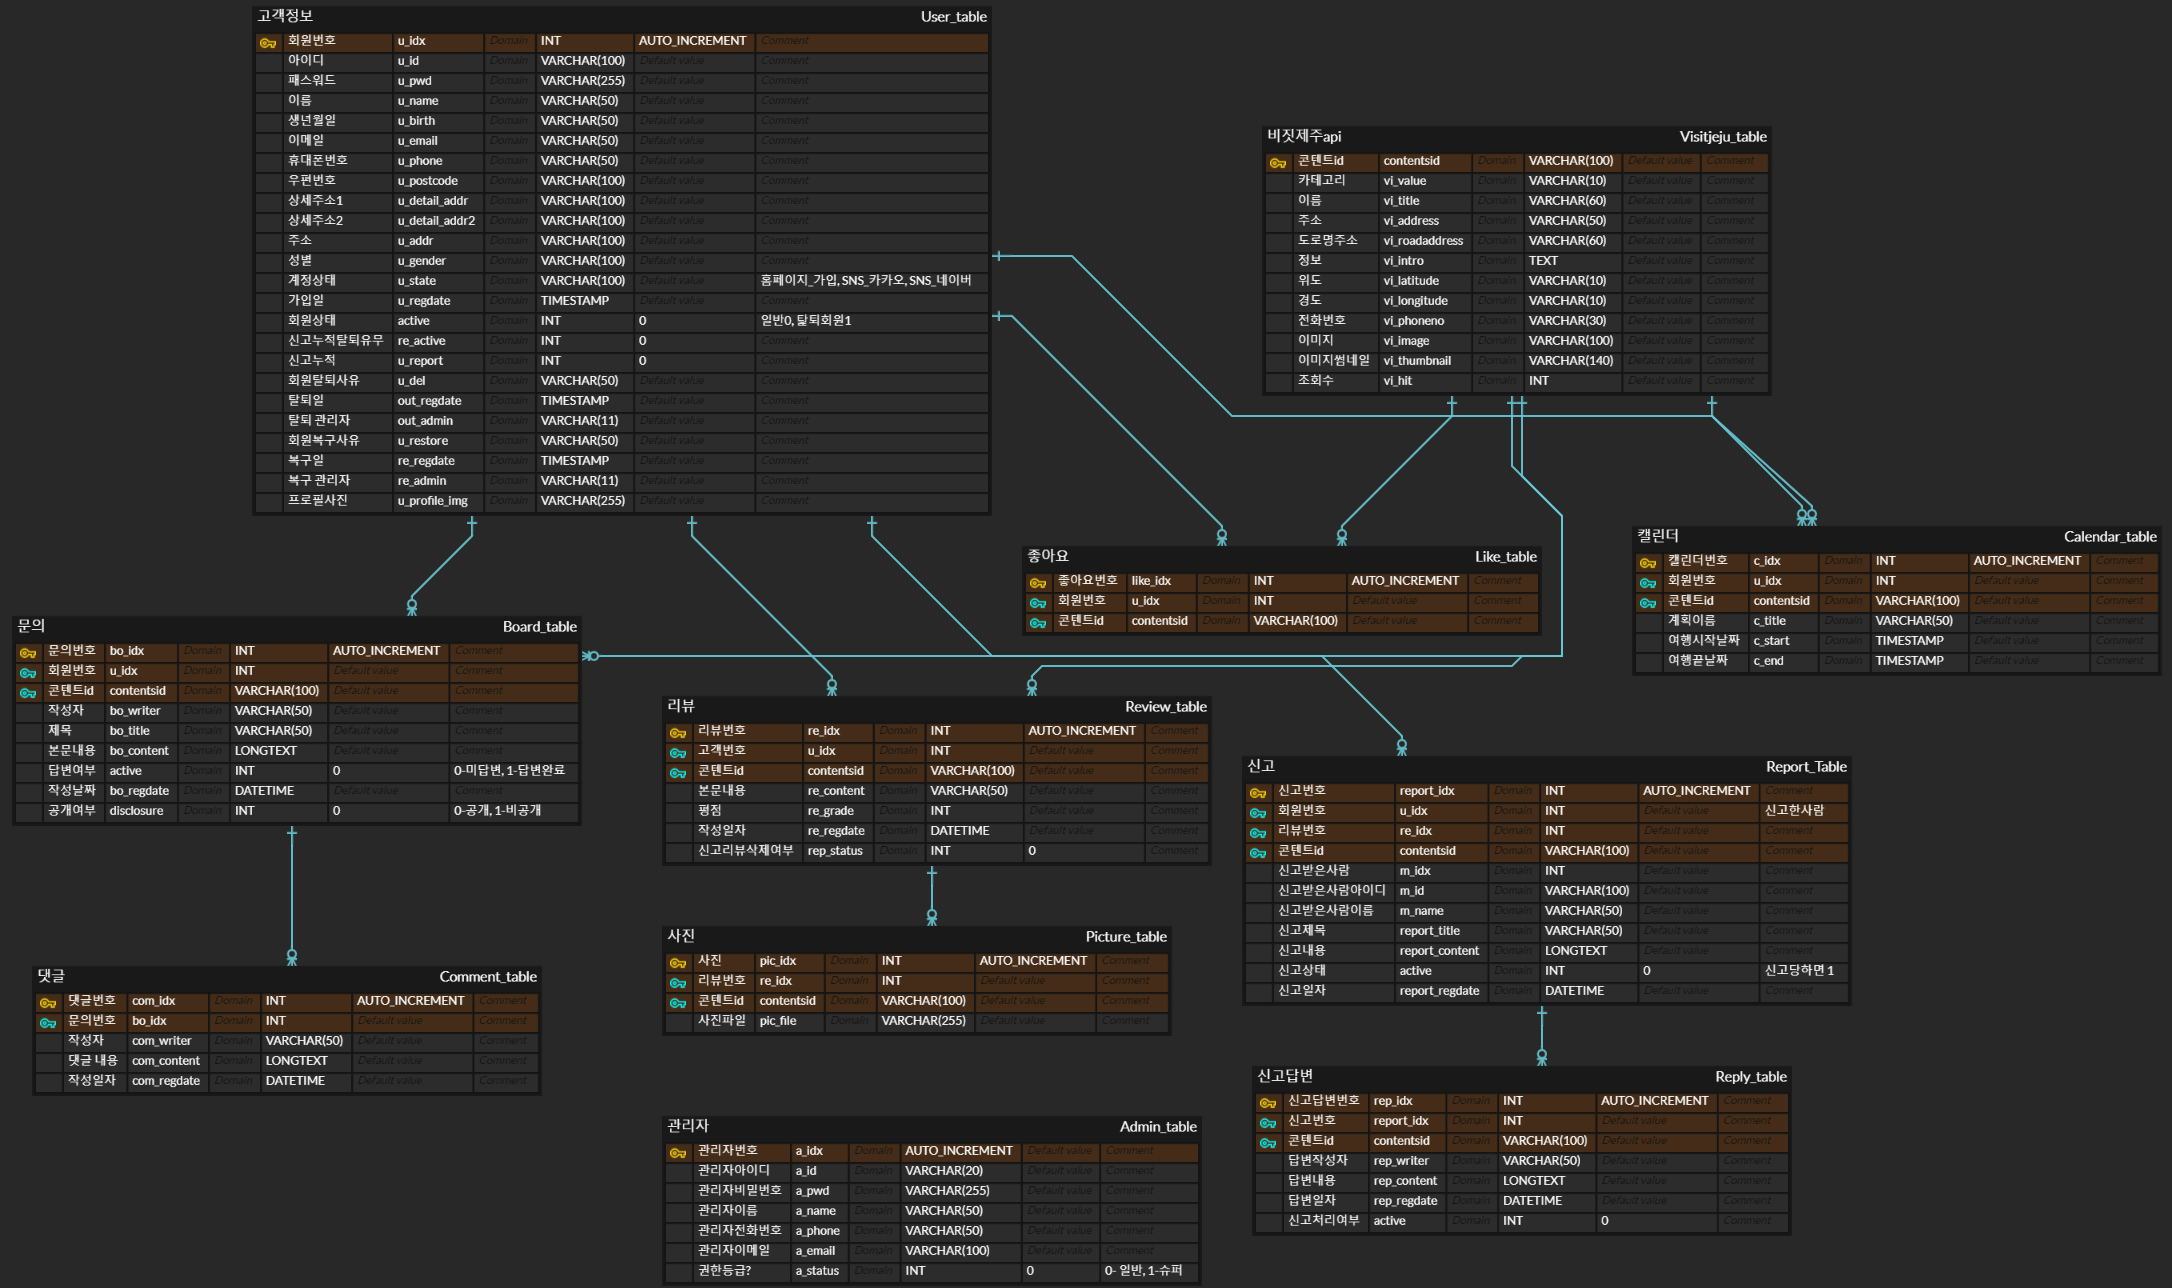 고객정보 User_table
회원번호 u_idx Domain INT AUTO_INCREMENT Comment
아이디 u_id Domain VARCHAR(100) Default value Comment
패스워드 u_pwd Domain VARCHAR(255) Default value Comment
이름 u_name Domain VARCHAR(50) Default value Comment
생년월일 u_birth Domain VARCHAR(50) Default value Comment
이메일 u_email Domain VARCHAR(50) Default value Comment
휴대폰번호 u_phone Domain VARCHAR(50) Default value Comment
우편번호 u_postcode Domain VARCHAR(100) Default value Comment
상세주소1 u_detail_addr Domain VARCHAR(100) Default value Comment
상세주소2 u_detail_addr2 Domain VARCHAR(100) Default value Comment
주소 u_addr Domain VARCHAR(100) Default value Comment
성별 u_gender Domain VARCHAR(100) Default value Comment
계정상태 u_state Domain VARCHAR(100) Default value 홈페이지_가입, SNS_카카오, SNS_네이버
가입일 u_regdate Domain TIMESTAMP Default value Comment
회원상태 active Domain INT 0 일반0, 탈퇴회원1
신고누적탈퇴유무 re_active Domain INT 0 Comment
신고누적 u_report Domain INT 0 Comment
회원탈퇴사유 u_del Domain VARCHAR(50) Default value Comment
탈퇴일 out_regdate Domain TIMESTAMP Default value Comment
탈퇴 관리자 out_admin Domain VARCHAR(11) Default value Comment
회원복구사유 u_restore Domain VARCHAR(50) Default value Comment
복구일 re_regdate Domain TIMESTAMP Default value Comment
복구 관리자 re_admin Domain VARCHAR(11) Default value Comment
프로필사진 u_profile_img Domain VARCHAR(255) Default value Comment
비짓제주api Visitjeju_table
콘텐트id contentsid Domain VARCHAR(100) Default value Comment
카테고리 vi_value Domain VARCHAR(10) Default value Comment
이름 vi_title Domain VARCHAR(60) Default value Comment
주소 vi_address Domain VARCHAR(50) Default value Comment
도로명주소 vi_roadaddress Domain VARCHAR(60) Default value Comment
정보 vi_intro Domain TEXT Default value Comment
위도 vi_latitude Domain VARCHAR(10) Default value Comment
경도 vi_longitude Domain VARCHAR(10) Default value Comment
전화번호 vi_phoneno Domain VARCHAR(30) Default value Comment
이미지 vi_image Domain VARCHAR(100) Default value Comment
이미지썸네일 vi_thumbnail Domain VARCHAR(140) Default value Comment
조회수 vi_hit Domain INT Default value Comment
좋아요 Like_table
좋아요번호 like_idx Domain INT AUTO_INCREMENT Comment
회원번호 u_idx Domain INT Default value Comment
콘텐트id contentsid Domain VARCHAR(100) Default value Comment
캘린더 Calendar_table
캘린더번호 c_idx Domain INT AUTO_INCREMENT Comment
회원번호 u_idx Domain INT Default value Comment
콘텐트id contentsid Domain VARCHAR(100) Default value Comment
계획이름 c_title Domain VARCHAR(50) Default value Comment
여행시작날짜 c_start Domain TIMESTAMP Default value Comment
여행끝날짜 c_end Domain TIMESTAMP Default value Comment
문의 Board_table
문의번호 bo_idx Domain INT AUTO_INCREMENT Comment
회원번호 u_idx Domain INT Default value Comment
콘텐트id contentsid Domain VARCHAR(100) Default value Comment
작성자 bo_writer Domain VARCHAR(50) Default value Comment
제목 bo_title Domain VARCHAR(50) Default value Comment
본문내용 bo_content Domain LONGTEXT Default value Comment
답변여부 active Domain INT 0 0-미답변, 1-답변완료
작성날짜 bo_regdate Domain DATETIME Default value Comment
공개여부 disclosure Domain INT 0 0-공개, 1-비공개
리뷰 Review_table
리뷰번호 re_idx Domain INT AUTO_INCREMENT Comment
고객번호 u_idx Domain INT Default value Comment
콘텐트id contentsid Domain VARCHAR(100) Default value Comment
본문내용 re_content Domain VARCHAR(50) Default value Comment
평점 re_grade Domain INT Default value Comment
작성일자 re_regdate Domain DATETIME Default value Comment
신고리뷰삭제여부 rep_status Domain INT 0 Comment
신고 Report_Table
신고번호 report_idx Domain INT AUTO_INCREMENT Comment
회원번호 u_idx Domain INT Default value 신고한사람
리뷰번호 re_idx Domain INT Default value Comment
콘텐트id contentsid Domain VARCHAR(100) Default value Comment
신고받은사람 m_idx Domain INT Default value Comment
신고받은사람아이디 m_id Domain VARCHAR(100) Default value Comment
신고받은사람이름 m_name Domain VARCHAR(50) Default value Comment
신고제목 report_title Domain VARCHAR(50) Default value Comment
신고내용 report_content Domain LONGTEXT Default value Comment
신고상태 active Domain INT 0 신고당하면 1
신고일자 report_regdate Domain DATETIME Default value Comment
사진 Picture_table
사진 pic_idx Domain INT AUTO_INCREMENT Comment
리뷰번호 re_idx Domain INT Default value Comment
콘텐트id contentsid Domain VARCHAR(100) Default value Comment
사진파일 pic_file Domain VARCHAR(255) Default value Comment
댓글 Comment_table
댓글번호 com_idx Domain INT AUTO_INCREMENT Comment
문의번호 bo_idx Domain INT Default value Comment
작성자 com_writer Domain VARCHAR(50) Default value Comment
댓글 내용 com_content Domain LONGTEXT Default value Comment
작성일자 com_regdate Domain DATETIME Default value Comment
신고답변 Reply_table
신고답변번호 rep_idx Domain INT AUTO_INCREMENT Comment
신고번호 report_idx Domain INT Default value Comment
콘텐트id contentsid Domain VARCHAR(100) Default value Comment
답변작성자 rep_writer Domain VARCHAR(50) Default value Comment
답변내용 rep_content Domain LONGTEXT Default value Comment
답변일자 rep_regdate Domain DATETIME Default value Comment
신고처리여부 active Domain INT 0 Comment
관리자 Admin_table
관리자번호 a_idx Domain AUTO_INCREMENT Default value Comment
관리자아이디 a_id Domain VARCHAR(20) Default value Comment
관리자비밀번호 a_pwd Domain VARCHAR(255) Default value Comment
관리자이름 a_name Domain VARCHAR(50) Default value Comment
관리자전화번호 a_phone Domain VARCHAR(50) Default value Comment
관리자이메일 a_email Domain VARCHAR(100) Default value Comment
권한등급? a_status Domain INT 0 0- 일반, 1-슈퍼